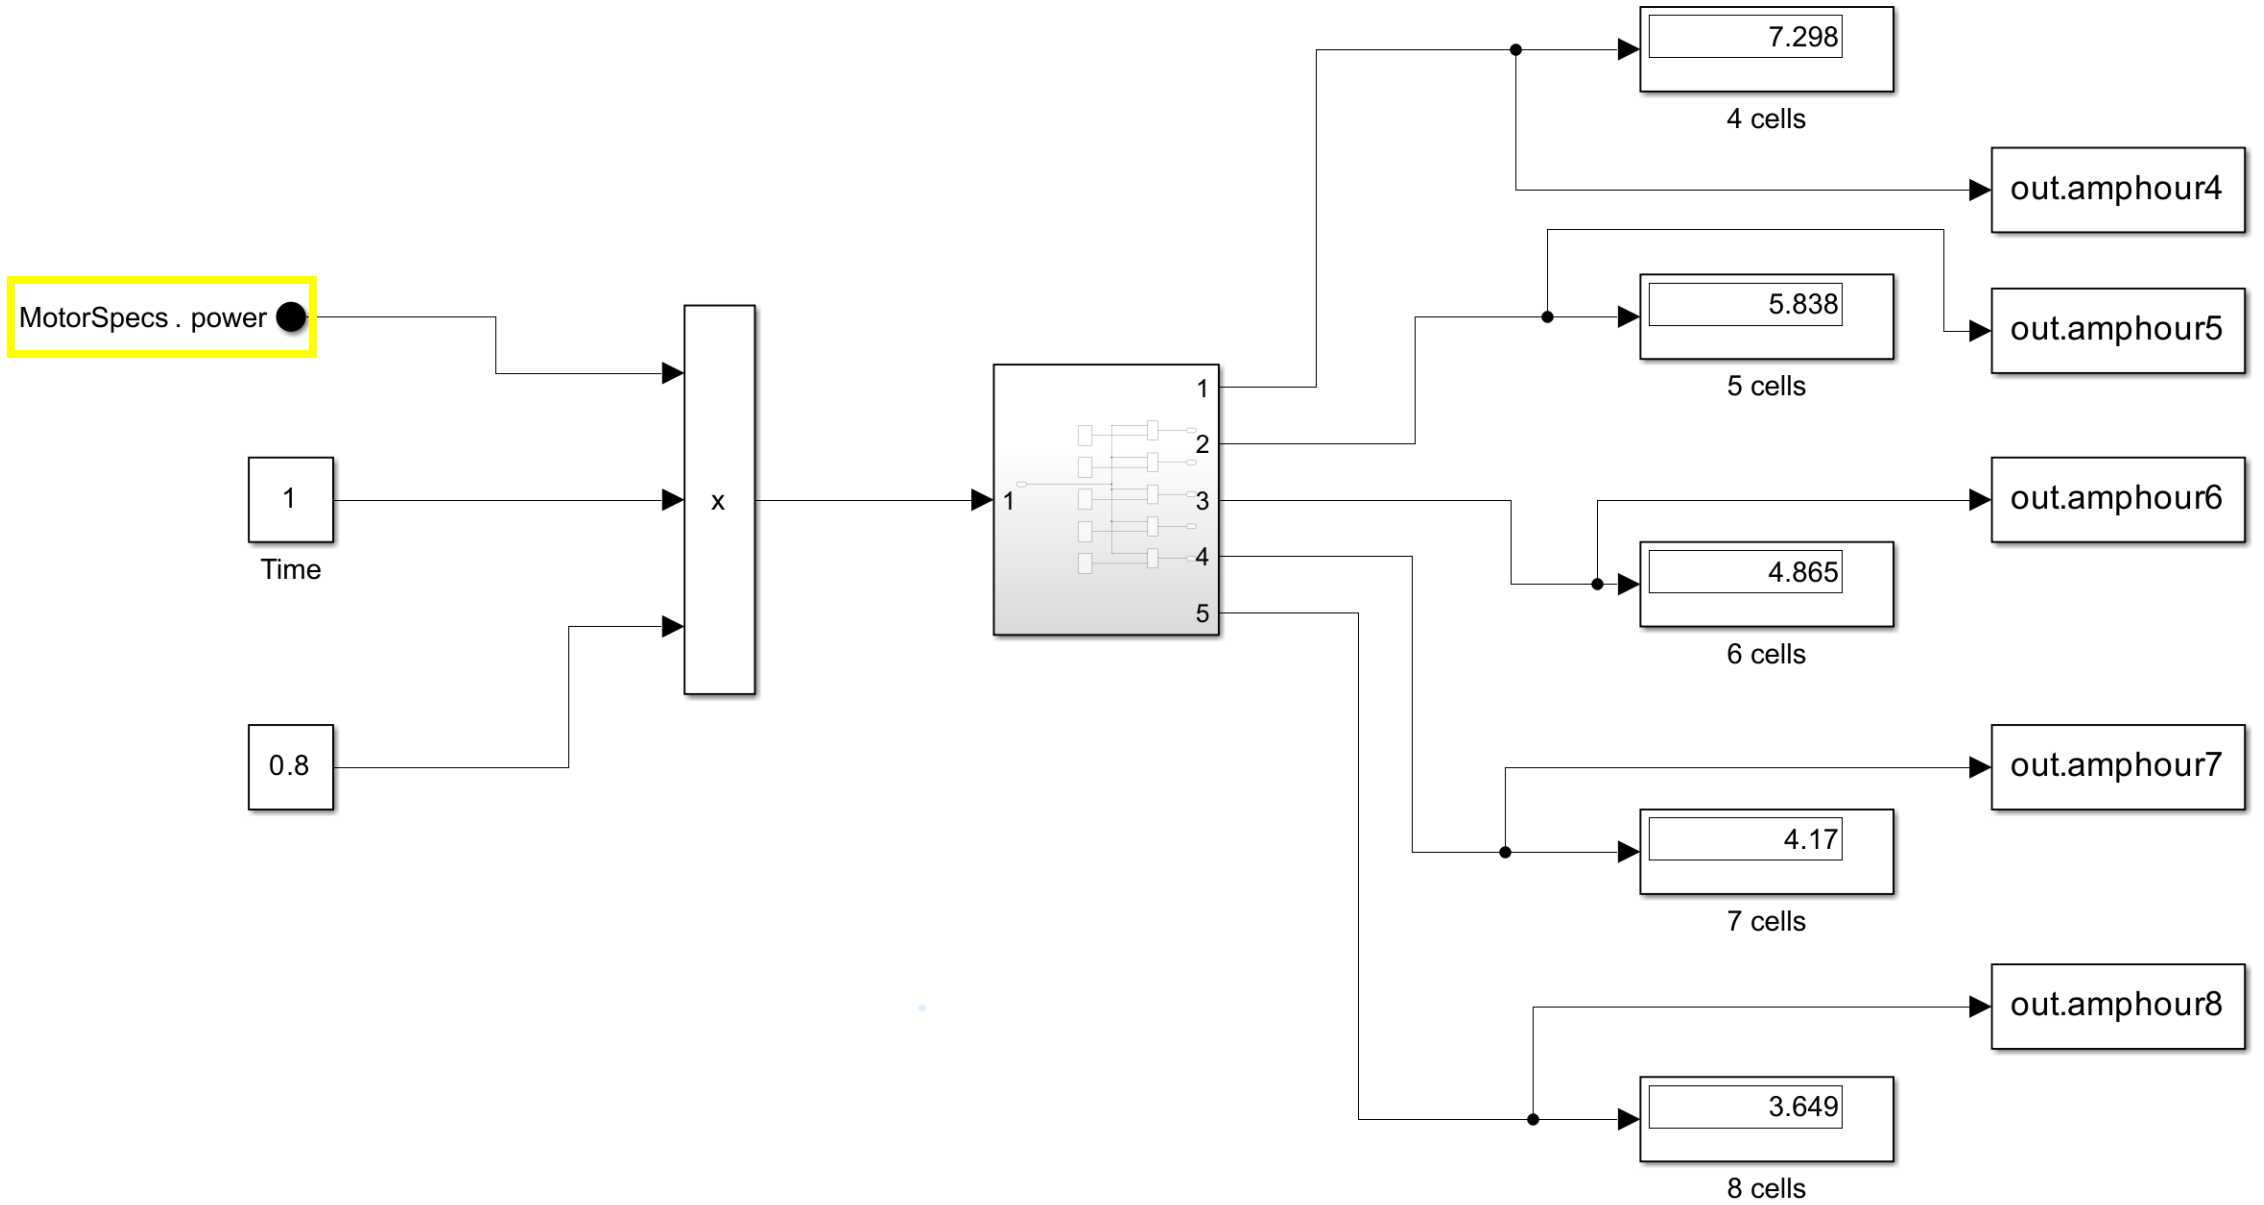 7.298
4 cells
out.amphour4
MotorSpecs . power
5.838
5 cells
out.amphour5
1
Time
x
1
1
2
3
4
5
out.amphour6
4.865
6 cells
0.8
out.amphour7
4.17
7 cells
out.amphour8
3.649
8 cells